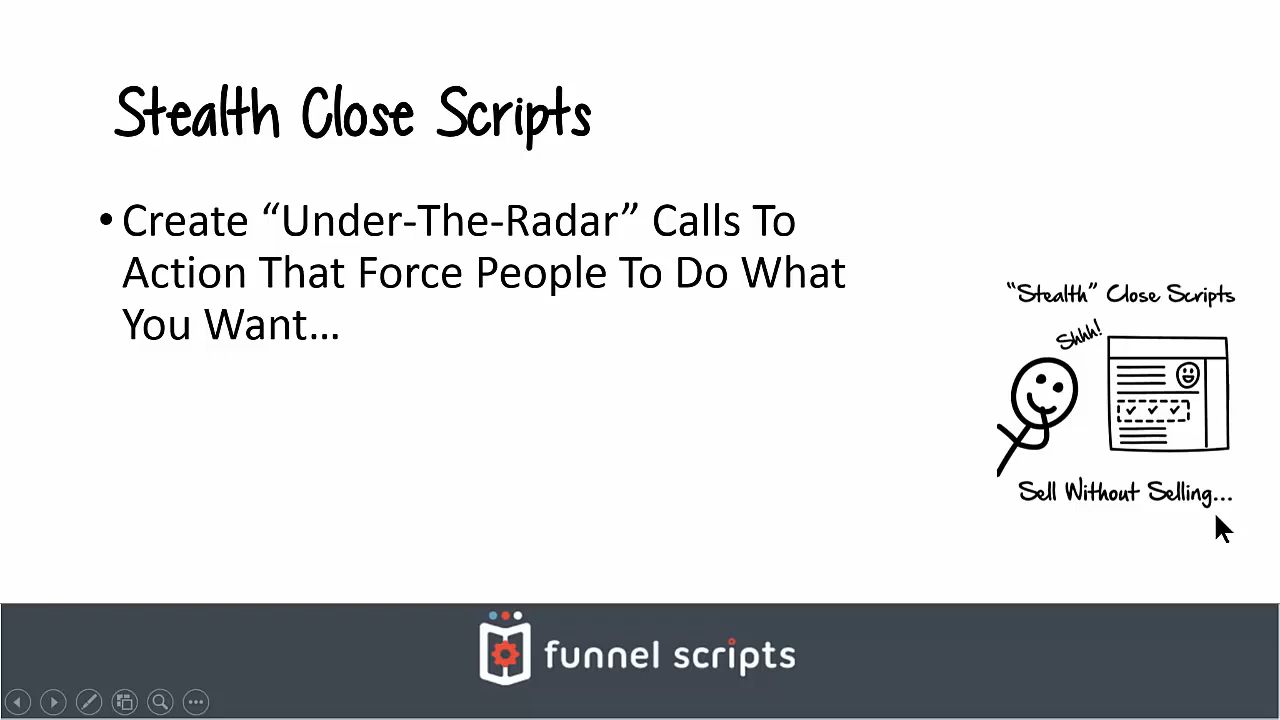 Stealth Close Scripts
• Create “Under-The-Radar” Calls To
Action That Force People To Do What
You Want...
“Stealth” Close Scripts
Shhh!
Sell Without Selling...
funnel scripts